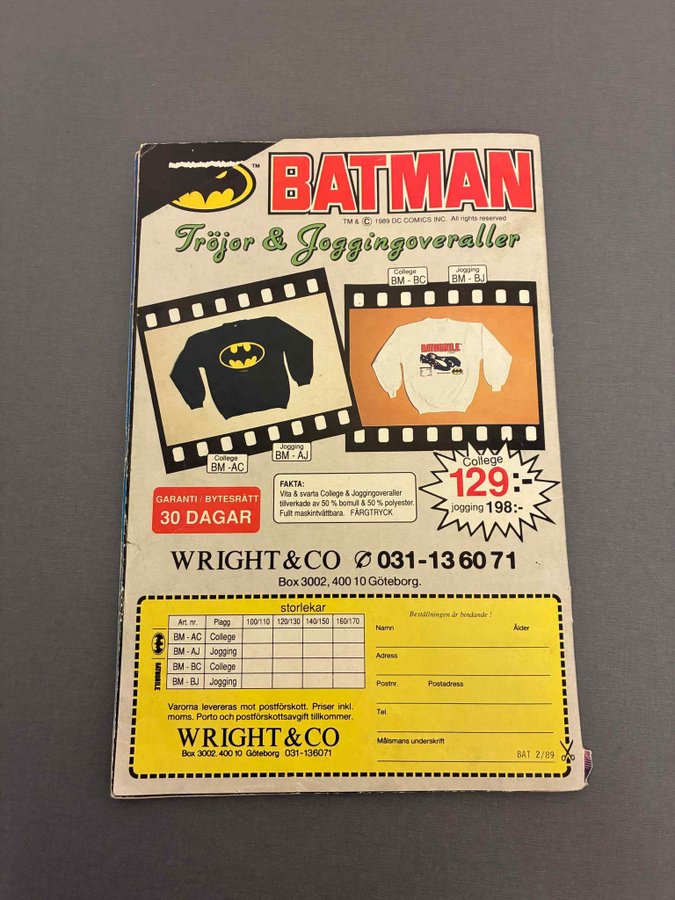 TM
BATMAN
TM & © 1989 DC COMICS INC. All rights reserved
Tröjor & Joggingoveraller
College
BM - BC
Jogging
BM - BJ
BATMOBILE
College
BM - AC
Jogging
BM - AJ
GARANTI / BYTESRÄTT
30 DAGAR
FAKTA:
Vita & svarta College & Joggingoveraller
tillverkade av 50 % bomull & 50 % polyester.
Fullt maskintvättbara. FÄRGTRYCK
College
129:-
jogging 198:-
WRIGHT & CO ✆ 031-13 60 71
Box 3002, 400 10 Göteborg.
storlekar
Art. nr. Plagg 100/110 120/130 140/150 160/170
BM - AC College
BM - AJ Jogging
BM - BC College
BM - BJ Jogging
BATMOBILE
Varorna levereras mot postförskott. Priser inkl.
moms. Porto och postförskottsavgift tillkommer.
WRIGHT & CO
Box 3002, 400 10 Göteborg 031-136071
Beställningen är bindande !
Namn Ålder
Adress
Postnr. Postadress
Tel.
Målsmans underskrift
BAT 2/89